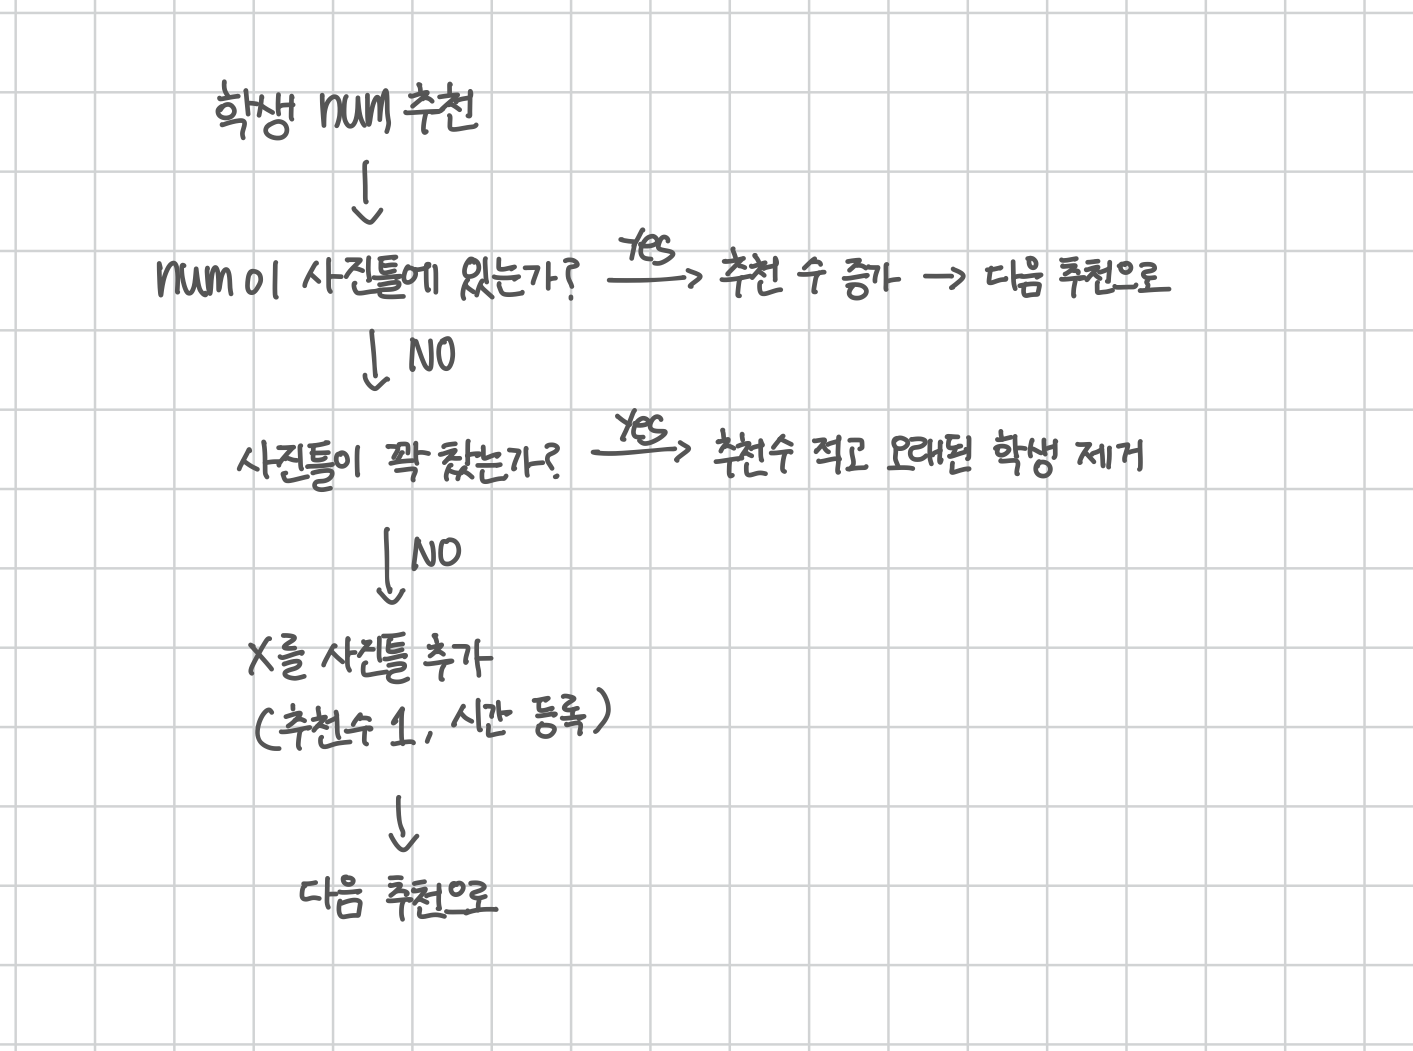 학생 num 추천
↓
num이 사진틀에 있는가? Yes → 추천 수 증가 → 다음 추천으로
↓ NO
사진틀이 꽉 찼는가? Yes → 추천수 적고 오래된 학생 제거
↓ NO
X를 사진틀 추가
(추천수 1, 시간 등록)
↓
다음 추천으로